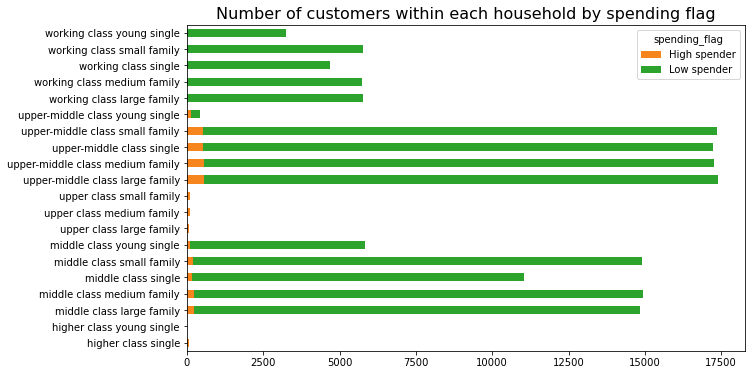 Number of customers within each household by spending flag
spending_flag
High spender
Low spender
working class young single
working class small family
working class single
working class medium family
working class large family
upper-middle class young single
upper-middle class small family
upper-middle class single
upper-middle class medium family
upper-middle class large family
upper class small family
upper class medium family
upper class large family
middle class young single
middle class small family
middle class single
middle class medium family
middle class large family
higher class young single
higher class single
0 2500 5000 7500 10000 12500 15000 17500